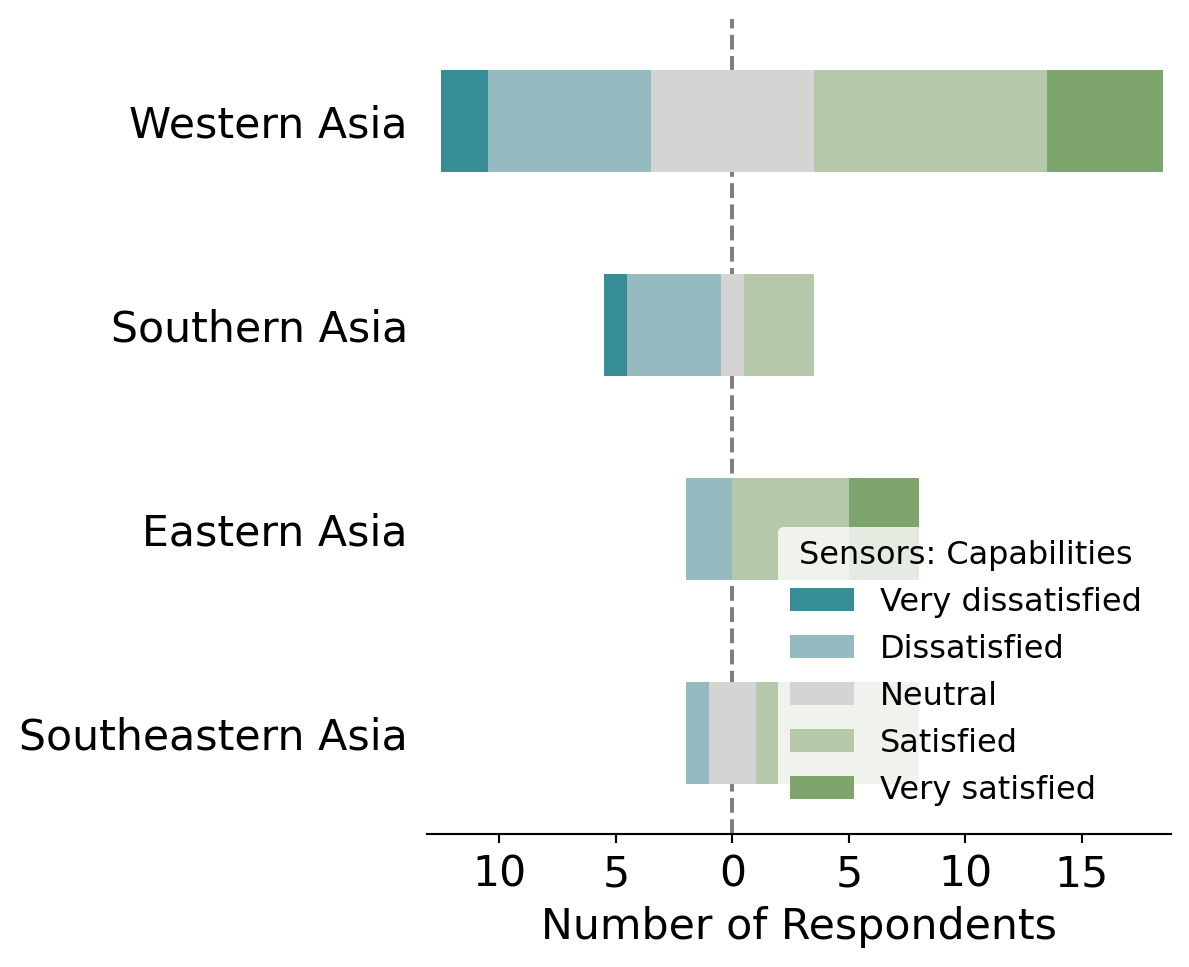 Western Asia
Southern Asia
Eastern Asia
Southeastern Asia
Sensors: Capabilities
Very dissatisfied
Dissatisfied
Neutral
Satisfied
Very satisfied
10 5 0 5 10 15
Number of Respondents